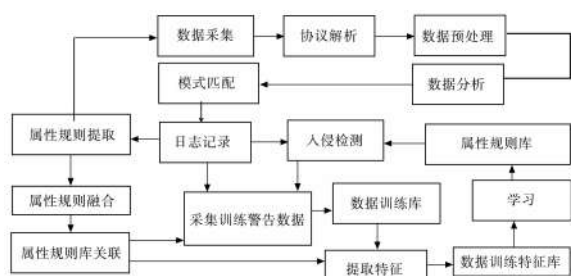 数据采集
协议解析
数据预处理
模式匹配
数据分析
属性规则提取
日志记录
入侵检测
属性规则库
属性规则融合
采集训练警告数据
数据训练库
学习
属性规则库关联
提取特征
数据训练特征库